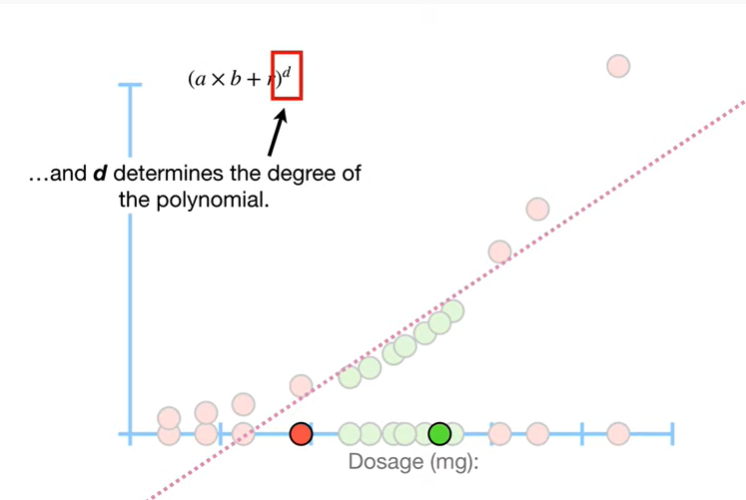 (a × b + r)^d
…and d determines the degree of
the polynomial.
Dosage (mg):